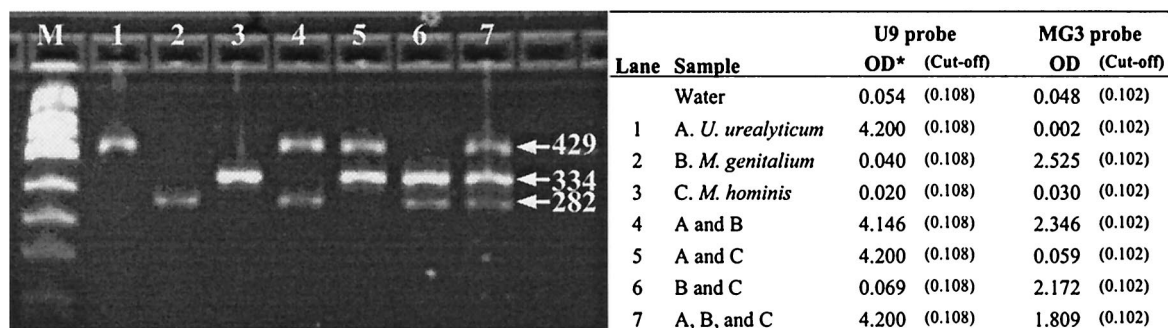 M 1 2 3 4 5 6 7
429
334
282
U9 probe MG3 probe
Lane Sample OD* (Cut-off) OD (Cut-off)
Water 0.054 (0.108) 0.048 (0.102)
1 A. U. urealyticum 4.200 (0.108) 0.002 (0.102)
2 B. M. genitalium 0.040 (0.108) 2.525 (0.102)
3 C. M. hominis 0.020 (0.108) 0.030 (0.102)
4 A and B 4.146 (0.108) 2.346 (0.102)
5 A and C 4.200 (0.108) 0.059 (0.102)
6 B and C 0.069 (0.108) 2.172 (0.102)
7 A, B, and C 4.200 (0.108) 1.809 (0.102)